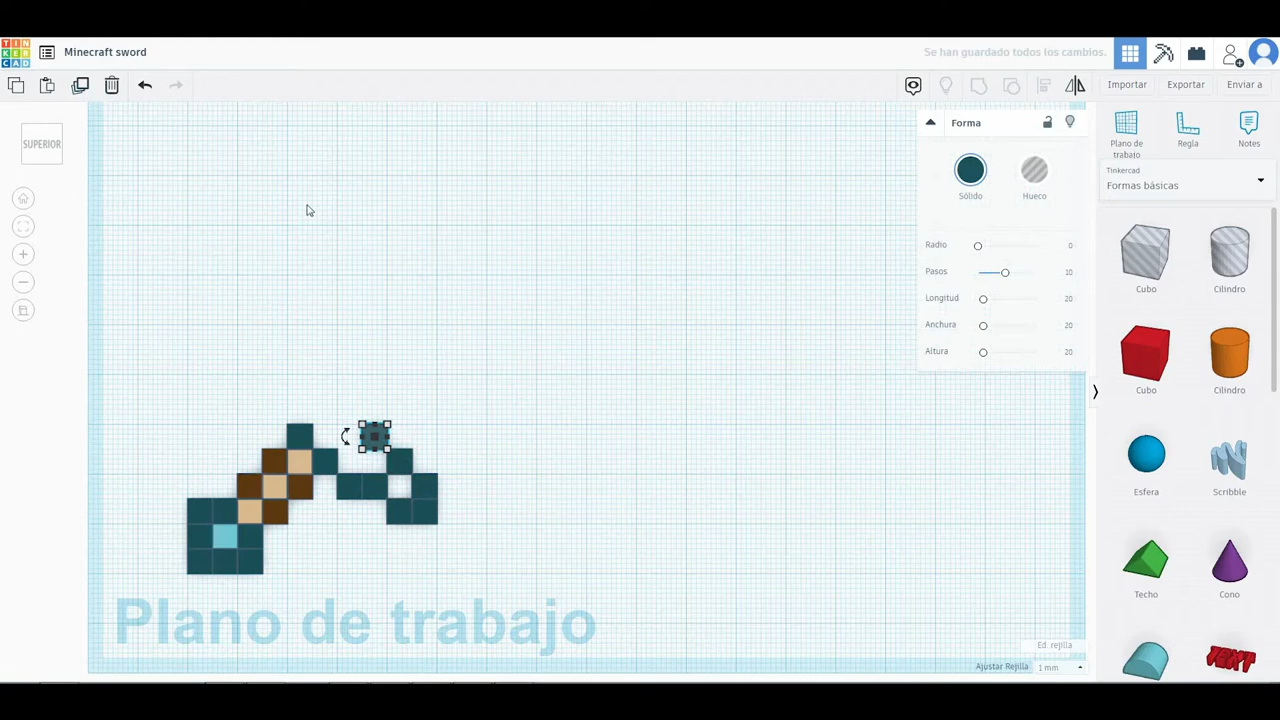 TIN
KER
CAD
Minecraft sword
Se han guardado todos los cambios.
Importar
Exportar
Enviar a
SUPERIOR
Forma
Sólido
Hueco
Radio
0
Pasos
10
Longitud
20
Anchura
20
Altura
20
Plano de
trabajo
Regla
Notes
Tinkercad
Formas básicas
Cubo
Cilindro
Cubo
Cilindro
Esfera
Scribble
Techo
Cono
TEXT
Plano de trabajo
Ed. rejilla
Ajustar Rejilla
1 mm